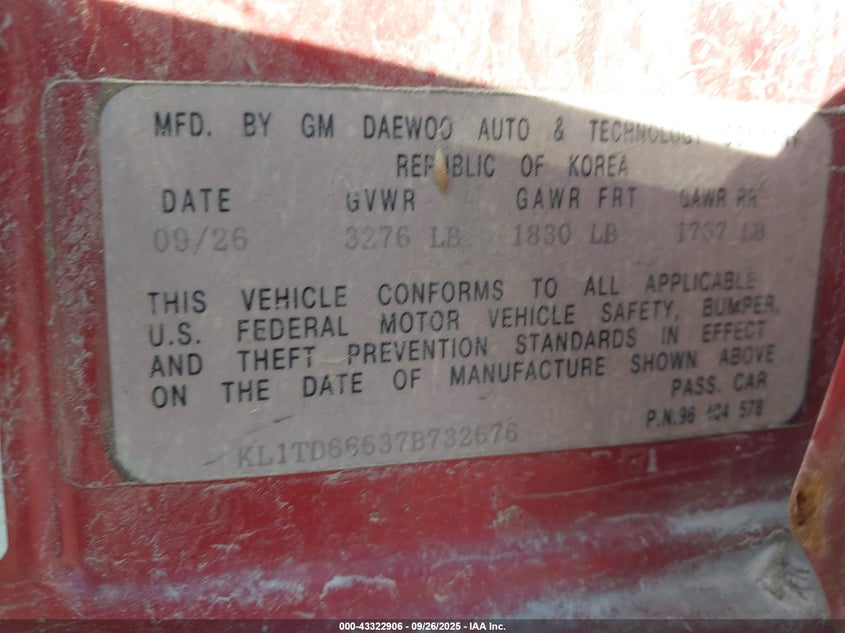 MFD. BY GM DAEWOO AUTO & TECHNOLOGY
REPUBLIC OF KOREA
DATE GVWR GAWR FRT GAWR RR
09/26 3276 LB 1830 LB 1737 LB
THIS VEHICLE CONFORMS TO ALL APPLICABLE
U.S. FEDERAL MOTOR VEHICLE SAFETY, BUMPER,
AND THEFT PREVENTION STANDARDS IN EFFECT
ON THE DATE OF MANUFACTURE SHOWN ABOVE
PASS. CAR
P.N.96 578
KL1TD66637B732676
000-43322906 - 09/26/2025 - IAA Inc.